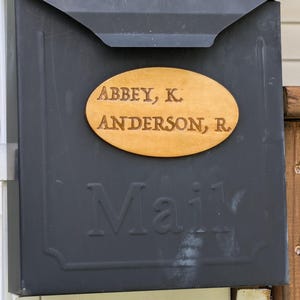 ABBEY, K.
ANDERSON, R.
Mail